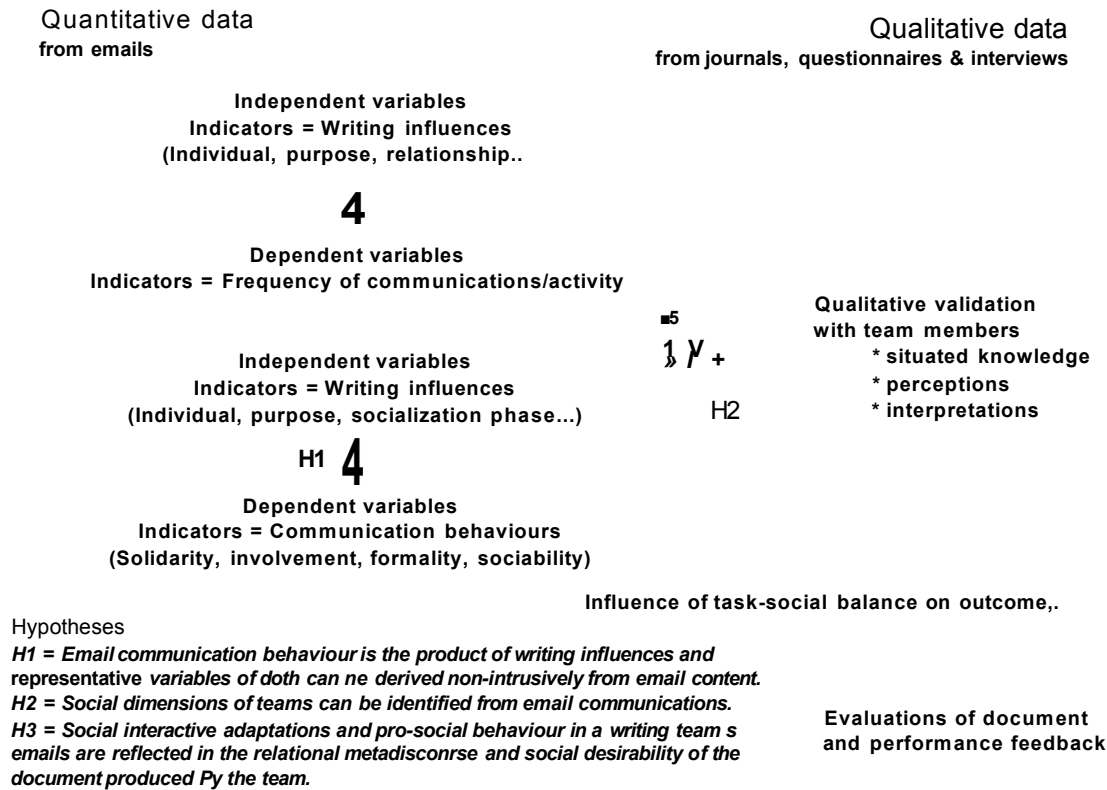 Quantitative data
from emails
Qualitative data
from journals, questionnaires & interviews
Independent variables
Indicators = Writing influences
(Individual, purpose, relationship..
4
Dependent variables
Indicators = Frequency of communications/activity
Independent variables
Indicators = Writing influences
(Individual, purpose, socialization phase...)
H1 4
Dependent variables
Indicators = Communication behaviours
(Solidarity, involvement, formality, sociability)
■5
+
H2
Qualitative validation
with team members
* situated knowledge
* perceptions
* interpretations
Influence of task-social balance on outcome,.
Hypotheses
H1 = Email communication behaviour is the product of writing influences and
representative variables of doth can ne derived non-intrusively from email content.
H2 = Social dimensions of teams can be identified from email communications.
H3 = Social interactive adaptations and pro-social behaviour in a writing team s
emails are reflected in the relational metadisconrse and social desirability of the
document produced Py the team.
Evaluations of document
and performance feedback